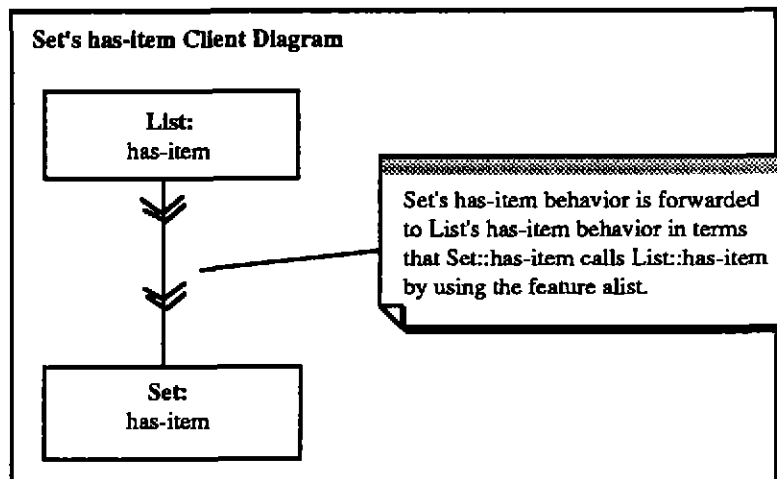 Set's has-item Client Diagram
List:
has-item
Set's has-item behavior is forwarded
to List's has-item behavior in terms
that Set::has-item calls List::has-item
by using the feature alist.
Set:
has-item